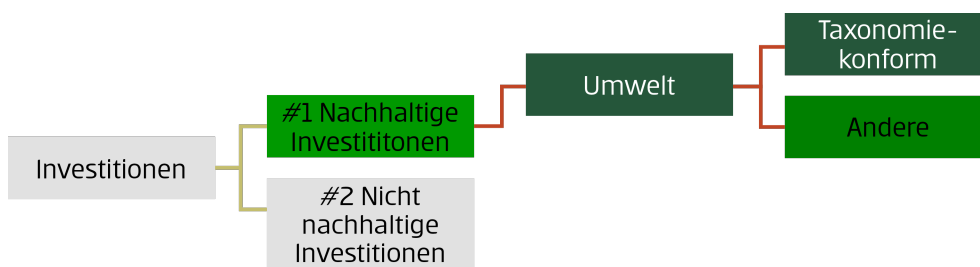 Investitionen
#1 Nachhaltige
Investititonen
#2 Nicht
nachhaltige
Investitionen
Umwelt
Taxonomie-
konform
Andere